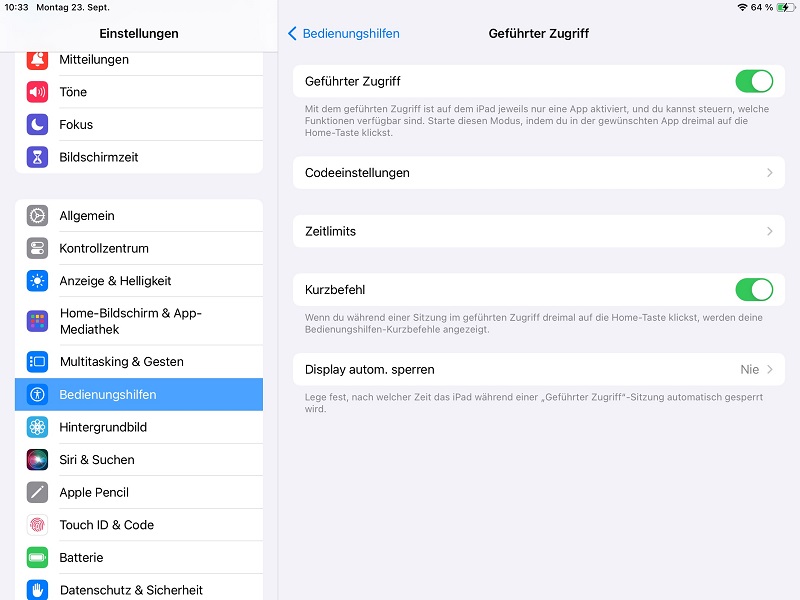 10:33 Montag 23. Sept.
64 %
Einstellungen
Mitteilungen
Töne
Fokus
Bildschirmzeit
Allgemein
Kontrollzentrum
Anzeige & Helligkeit
Home-Bildschirm & App-
Mediathek
Multitasking & Gesten
Bedienungshilfen
Hintergrundbild
Siri & Suchen
Apple Pencil
Touch ID & Code
Batterie
Datenschutz & Sicherheit
Bedienungshilfen
Geführter Zugriff
Geführter Zugriff
Mit dem geführten Zugriff ist auf dem iPad jeweils nur eine App aktiviert, und du kannst steuern, welche
Funktionen verfügbar sind. Starte diesen Modus, indem du in der gewünschten App dreimal auf die
Home-Taste klickst.
Codeeinstellungen
Zeitlimits
Kurzbefehl
Wenn du während einer Sitzung im geführten Zugriff dreimal auf die Home-Taste klickst, werden deine
Bedienungshilfen-Kurzbefehle angezeigt.
Display autom. sperren
Nie
Lege fest, nach welcher Zeit das iPad während einer „Geführter Zugriff“-Sitzung automatisch gesperrt
wird.